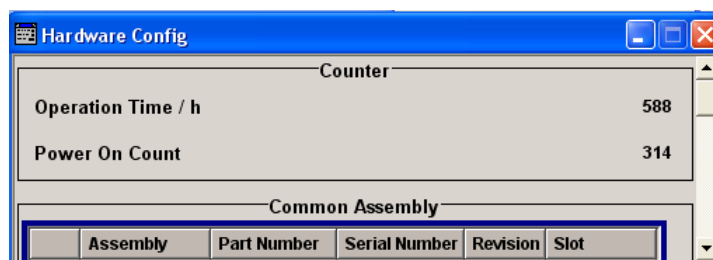 Hardware Config
Counter
Operation Time / h 588
Power On Count 314
Common Assembly
Assembly Part Number Serial Number Revision Slot